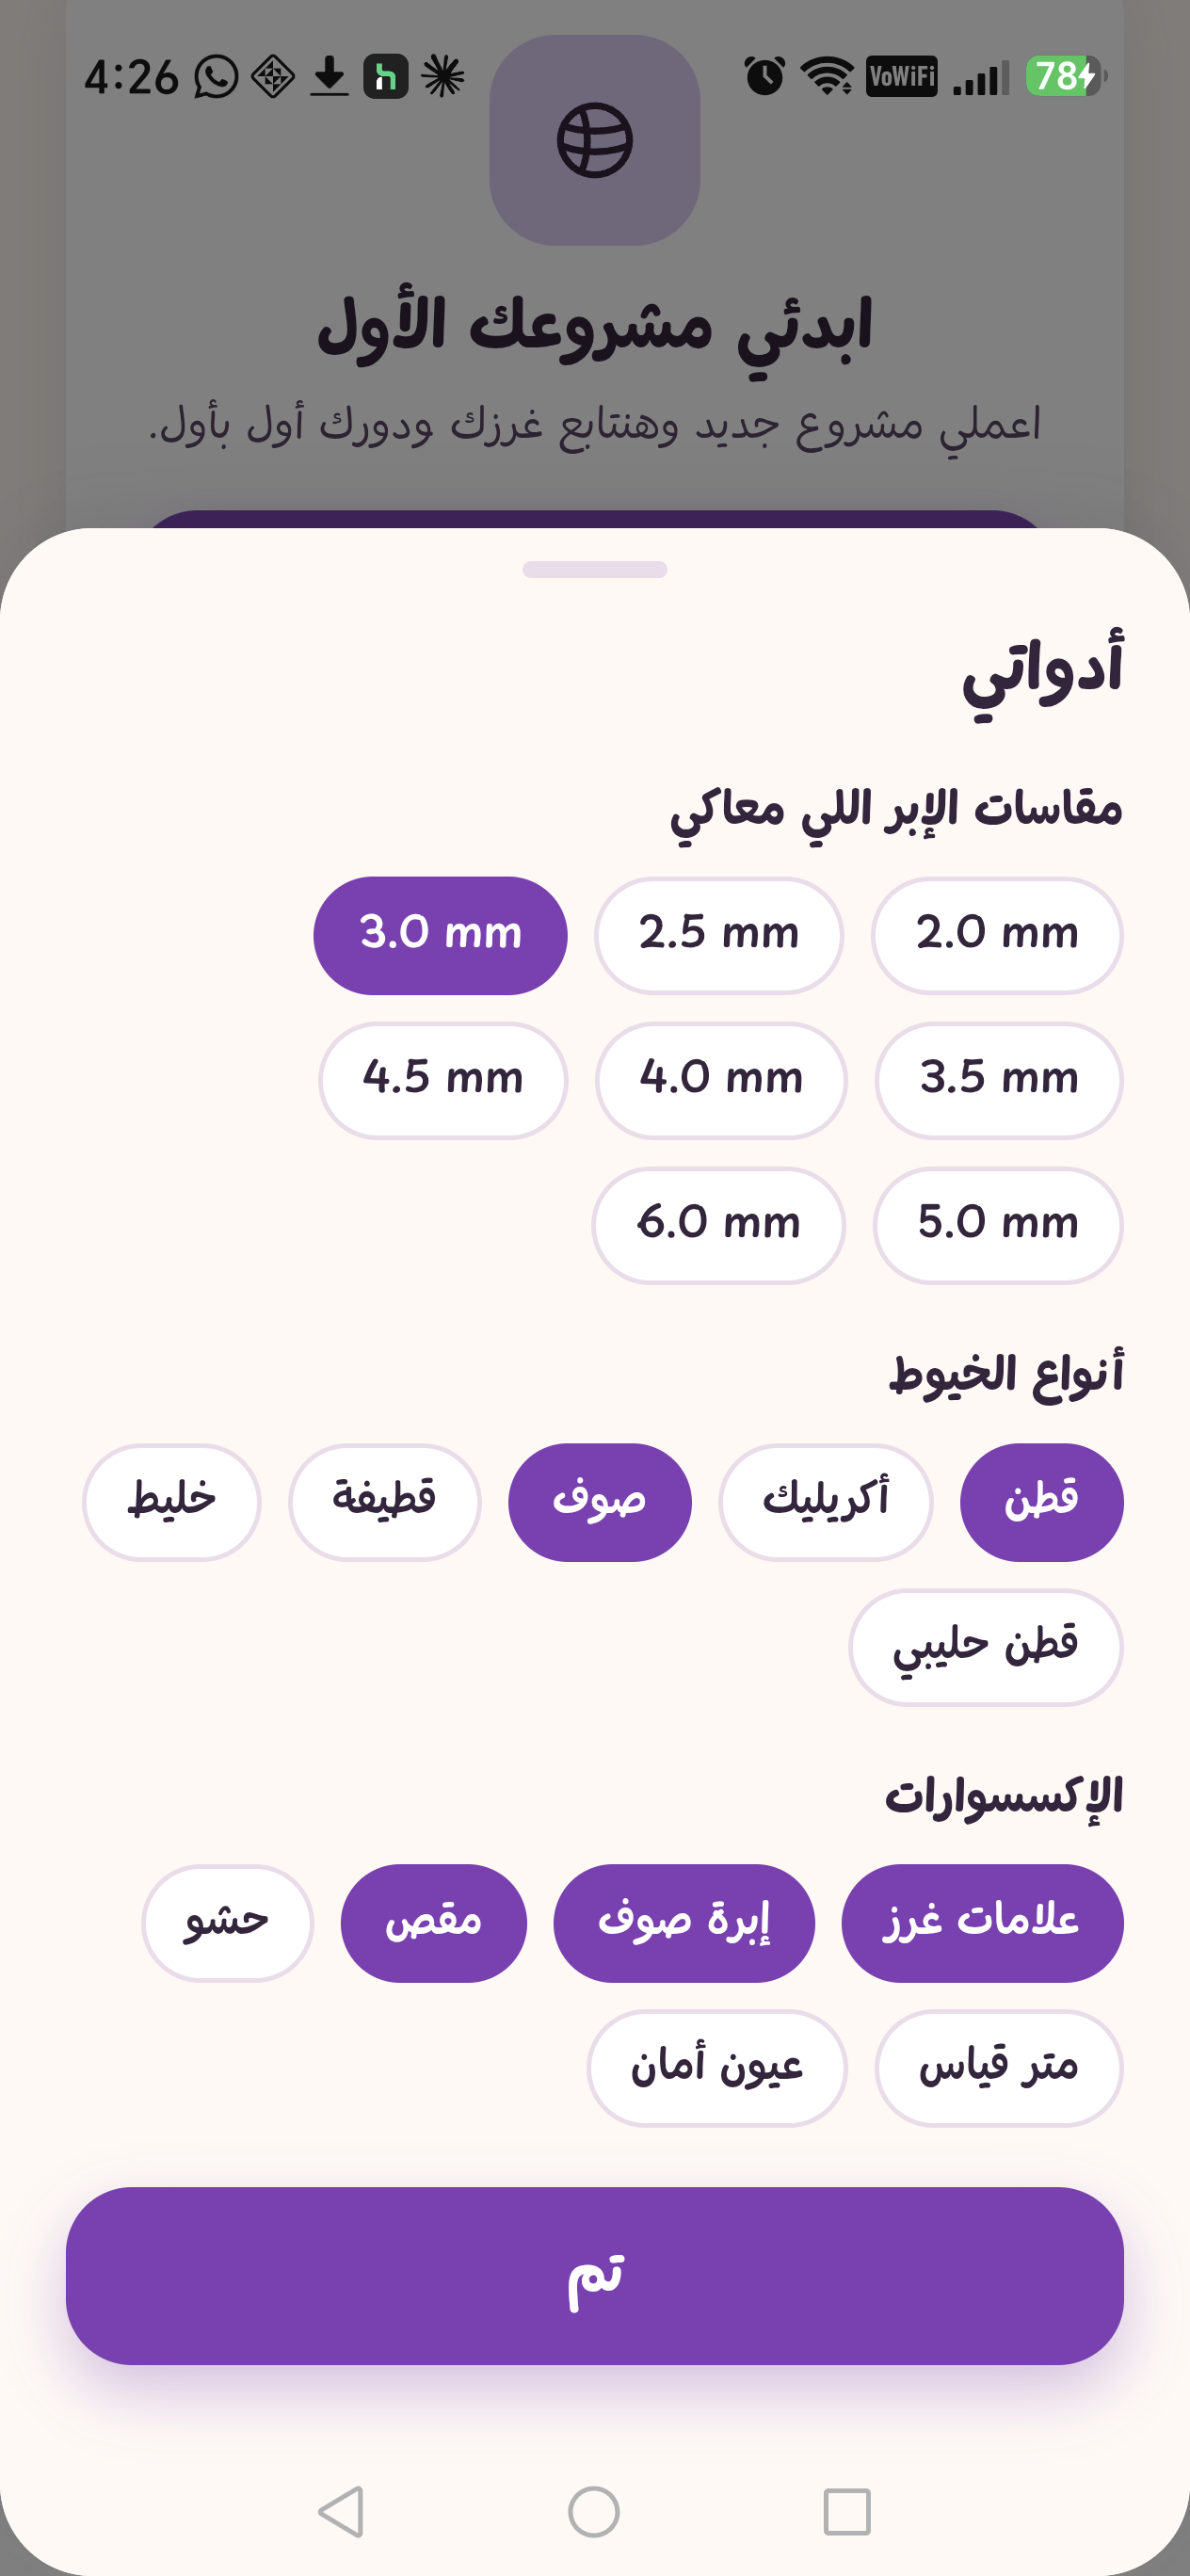 4:26 VoWiFi 78
ابدئي مشروعك الأول
اعملي مشروع جديد وهنتابع غرزك ودورك أول بأول.
أدواتي
مقاسات الإبر اللي معاكي
2.0 mm 2.5 mm 3.0 mm
3.5 mm 4.0 mm 4.5 mm
5.0 mm 6.0 mm
أنواع الخيوط
قطن أكريليك صوف قطيفة خليط
قطن حليبي
الإكسسوارات
علامات غرز إبرة صوف مقص حشو
متر قياس عيون أمان
تم